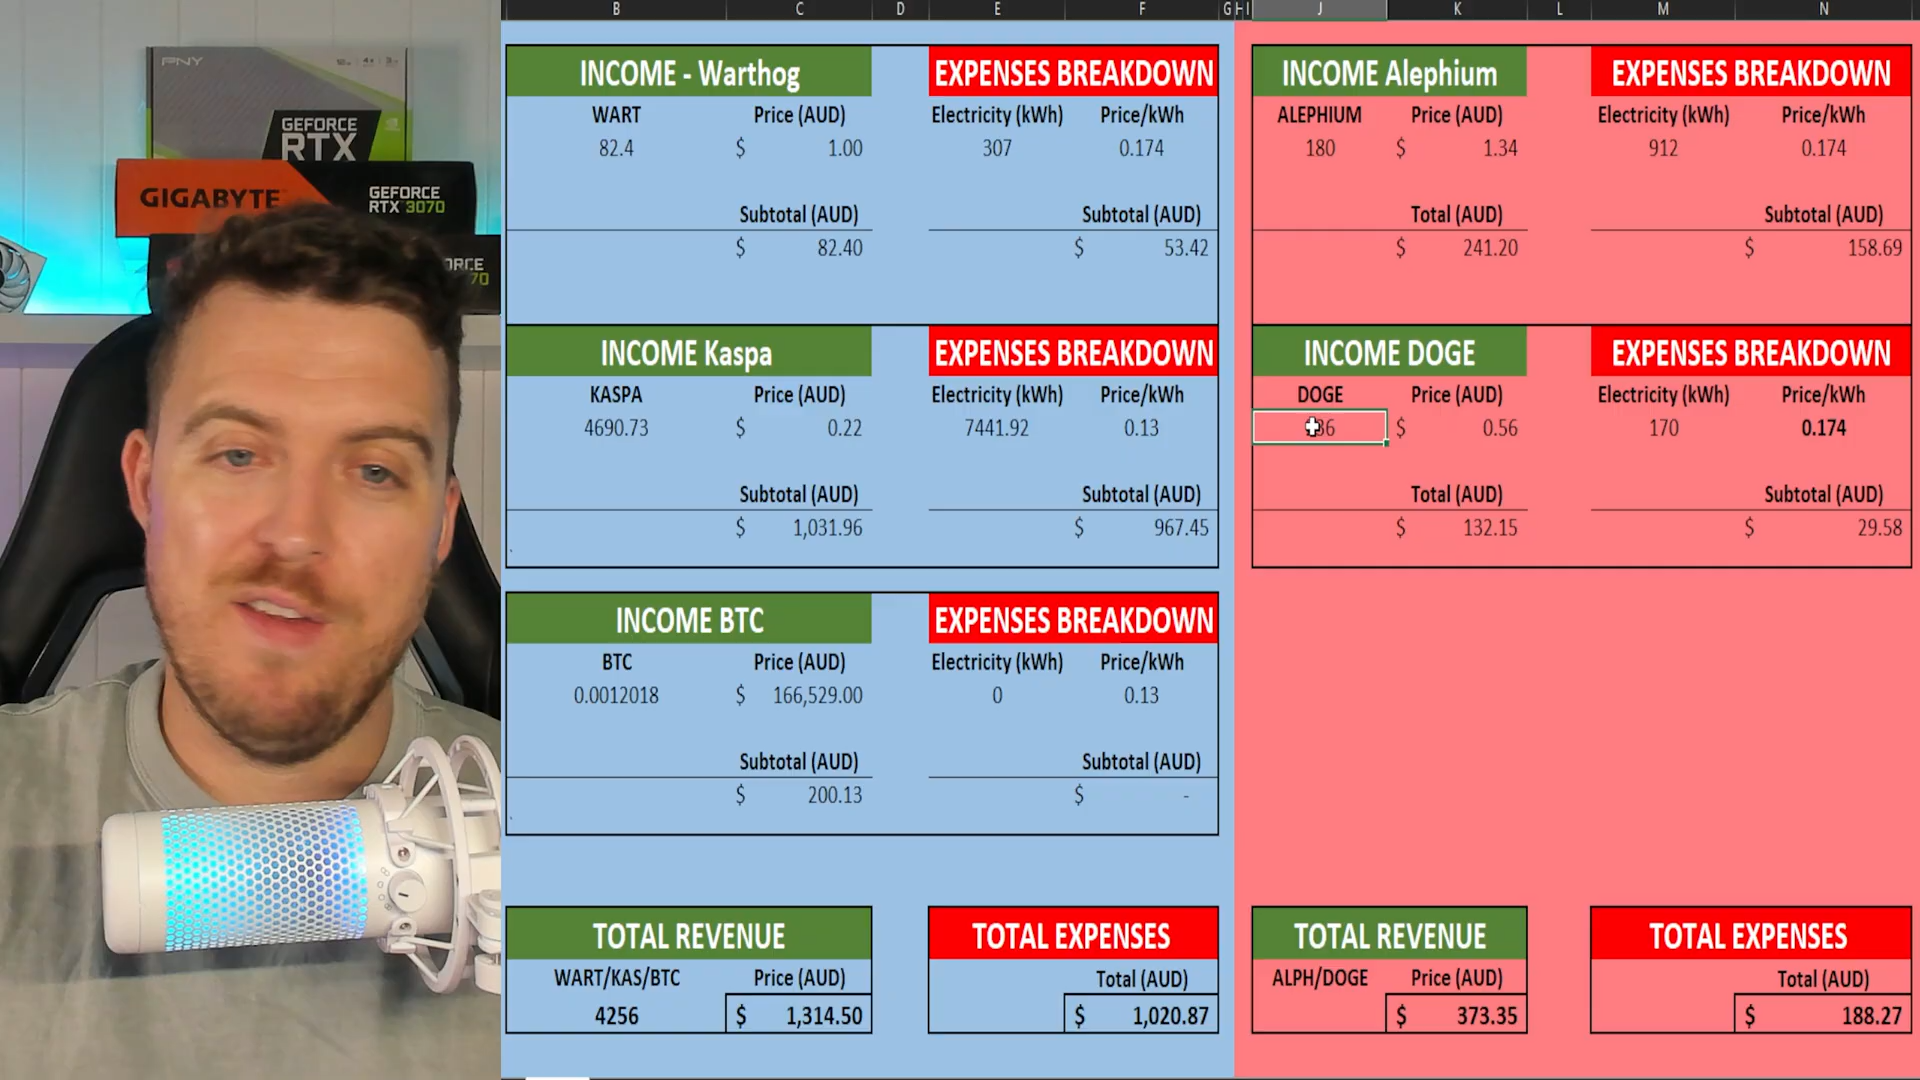 PNY
GEFORCE
RTX
GIGABYTE
GEFORCE
RTX 3070
70
B C D E F G H I J K L M N
INCOME - Warthog EXPENSES BREAKDOWN
WART Price (AUD) Electricity (kWh) Price/kWh
82.4 $ 1.00 307 0.174
Subtotal (AUD) Subtotal (AUD)
$ 82.40 $ 53.42
INCOME Kaspa EXPENSES BREAKDOWN
KASPA Price (AUD) Electricity (kWh) Price/kWh
4690.73 $ 0.22 7441.92 0.13
Subtotal (AUD) Subtotal (AUD)
$ 1,031.96 $ 967.45
INCOME BTC EXPENSES BREAKDOWN
BTC Price (AUD) Electricity (kWh) Price/kWh
0.0012018 $ 166,529.00 0 0.13
Subtotal (AUD) Subtotal (AUD)
$ 200.13 $ -
TOTAL REVENUE TOTAL EXPENSES
WART/KAS/BTC Price (AUD) Total (AUD)
4256 $ 1,314.50 $ 1,020.87
INCOME Alephium EXPENSES BREAKDOWN
ALEPHIUM Price (AUD) Electricity (kWh) Price/kWh
180 $ 1.34 912 0.174
Total (AUD) Subtotal (AUD)
$ 241.20 $ 158.69
INCOME DOGE EXPENSES BREAKDOWN
DOGE Price (AUD) Electricity (kWh) Price/kWh
$ 0.56 170 0.174
Total (AUD) Subtotal (AUD)
$ 132.15 $ 29.58
TOTAL REVENUE TOTAL EXPENSES
ALPH/DOGE Price (AUD) Total (AUD)
$ 373.35 $ 188.27